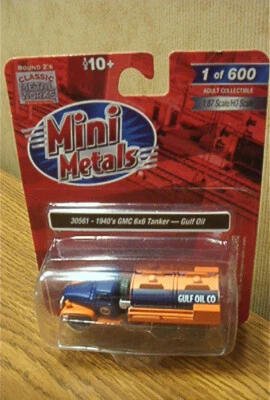 ROUND 2's
CLASSIC
METAL
WORKS
10+
1 of 600
ADULT COLLECTIBLE
1:87 Scale/HO Scale
Mini
Metals
30561 - 1940's GMC 6x6 Tanker — Gulf Oil
GULF OIL CO